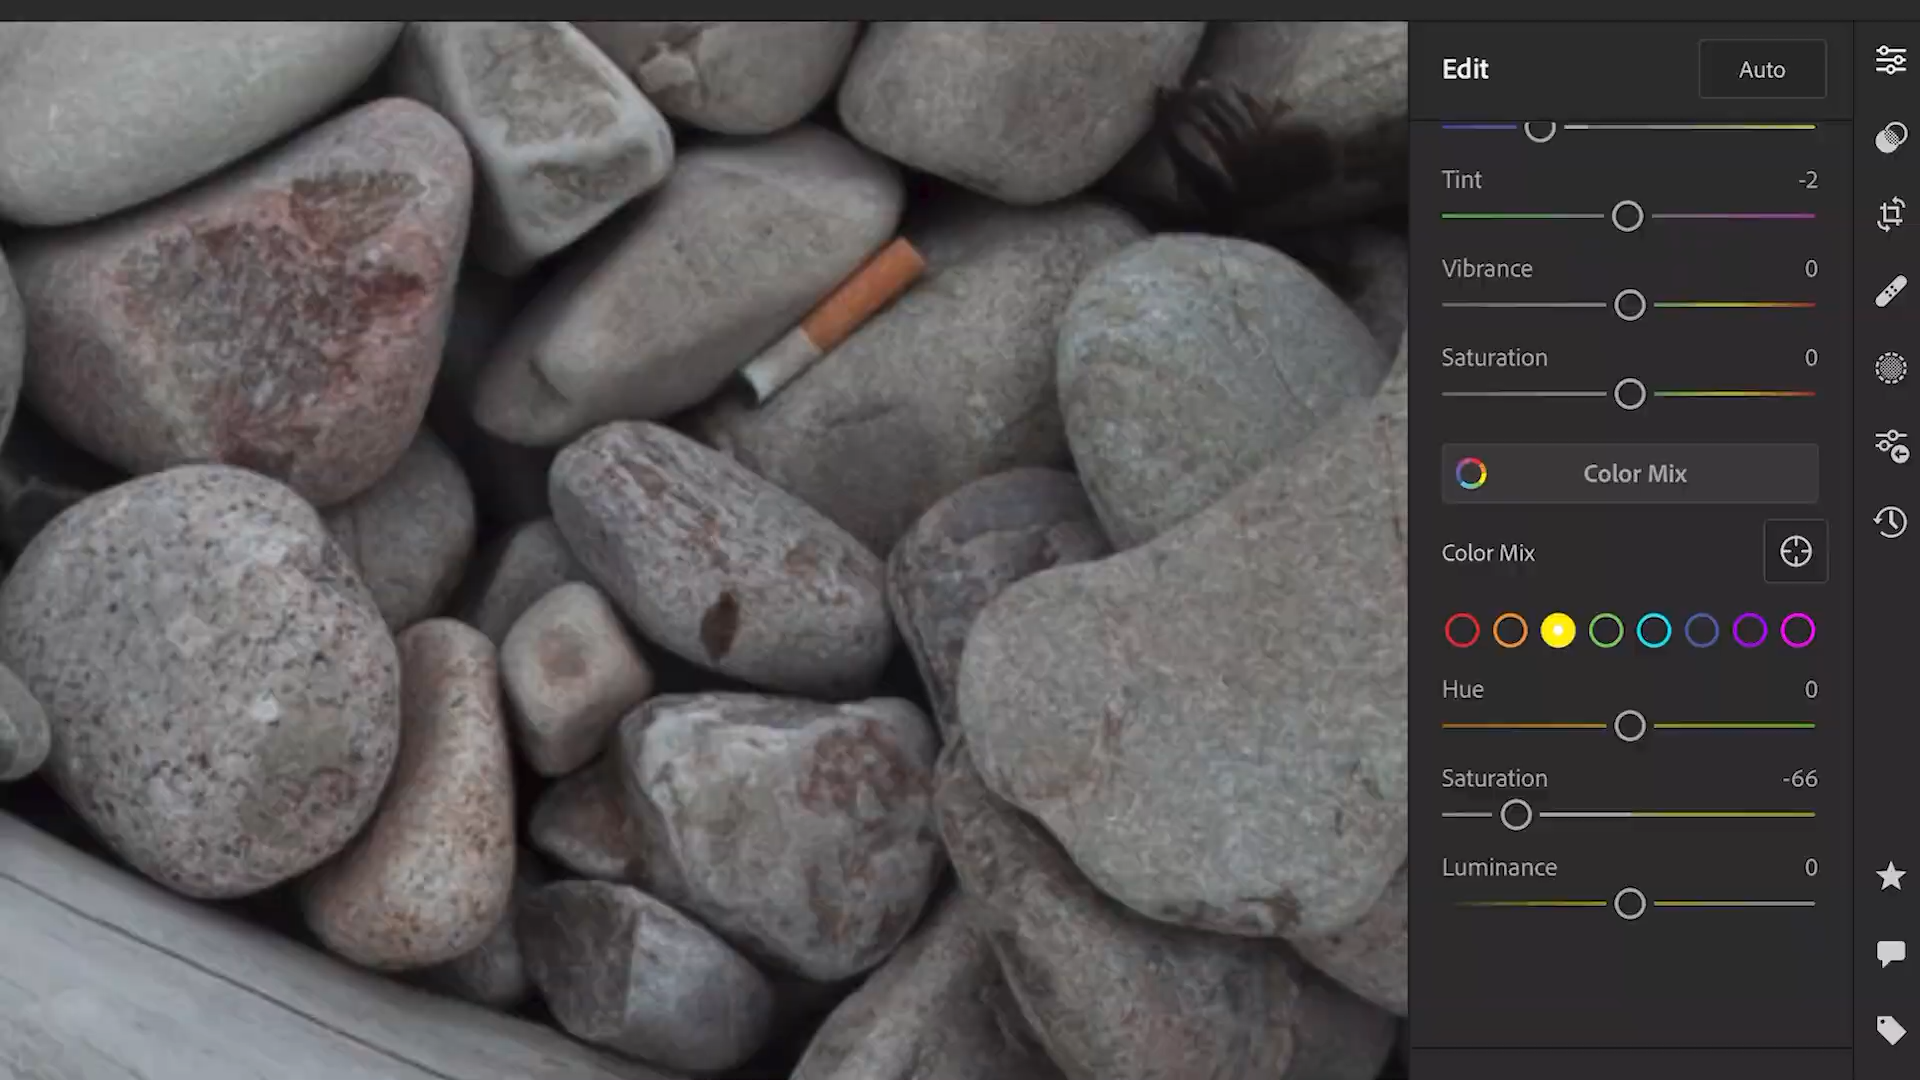 Edit
Auto
Tint -2
Vibrance 0
Saturation 0
Color Mix
Color Mix
Hue 0
Saturation -66
Luminance 0